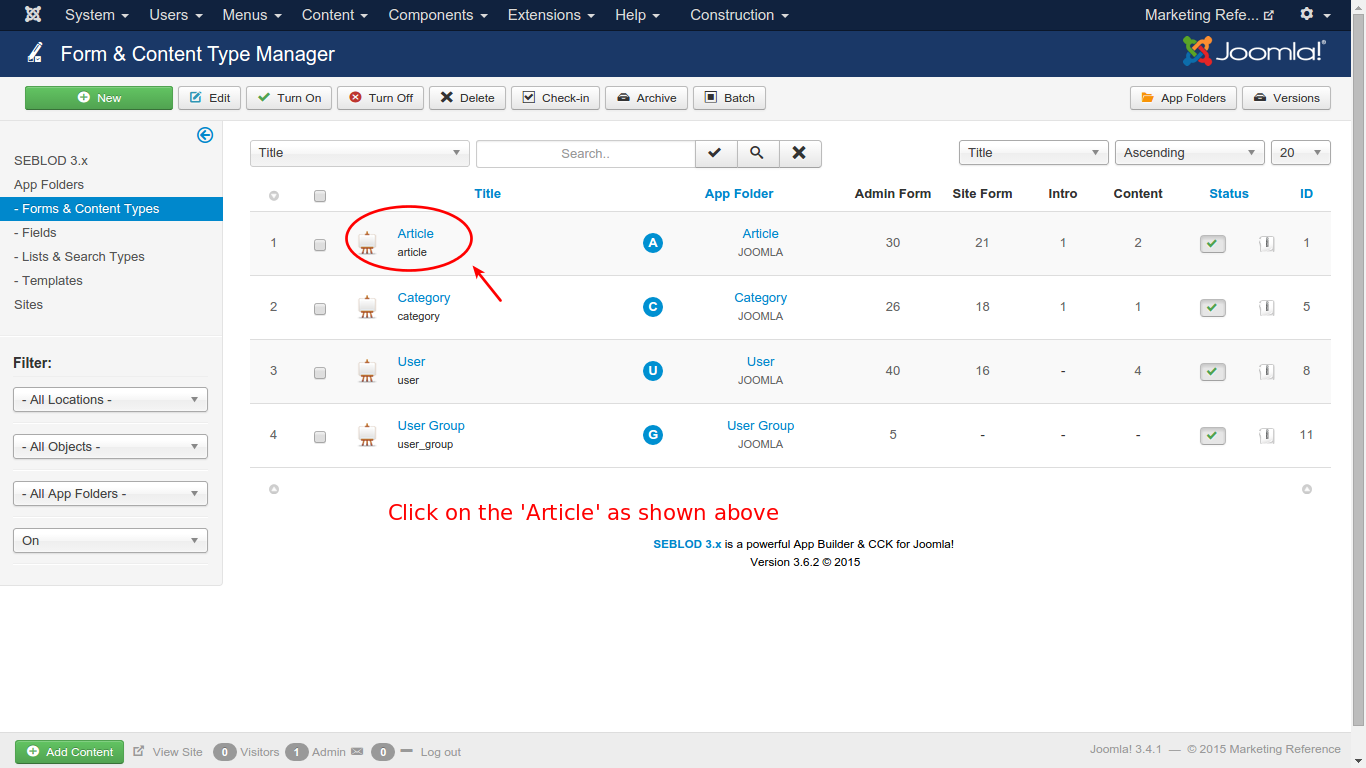 System Users Menus Content Components Extensions Help Construction Marketing Refe...
Form & Content Type Manager Joomla!®
New Edit Turn On Turn Off Delete Check-in Archive Batch App Folders Versions
SEBLOD 3.x
App Folders
- Forms & Content Types
- Fields
- Lists & Search Types
- Templates
Sites
Filter:
- All Locations -
- All Objects -
- All App Folders -
On
Title Search.. Title Ascending 20
Title App Folder Admin Form Site Form Intro Content Status ID
1 Article A Article 30 21 1 2 1
article JOOMLA
2 Category C Category 26 18 1 1 5
category JOOMLA
3 User U User 40 16 - 4 8
user JOOMLA
4 User Group G User Group 5 - - - 11
user_group JOOMLA
Click on the 'Article' as shown above
SEBLOD 3.x is a powerful App Builder & CCK for Joomla!
Version 3.6.2 © 2015
Add Content View Site 0 Visitors 1 Admin 0 Log out Joomla! 3.4.1 — © 2015 Marketing Reference